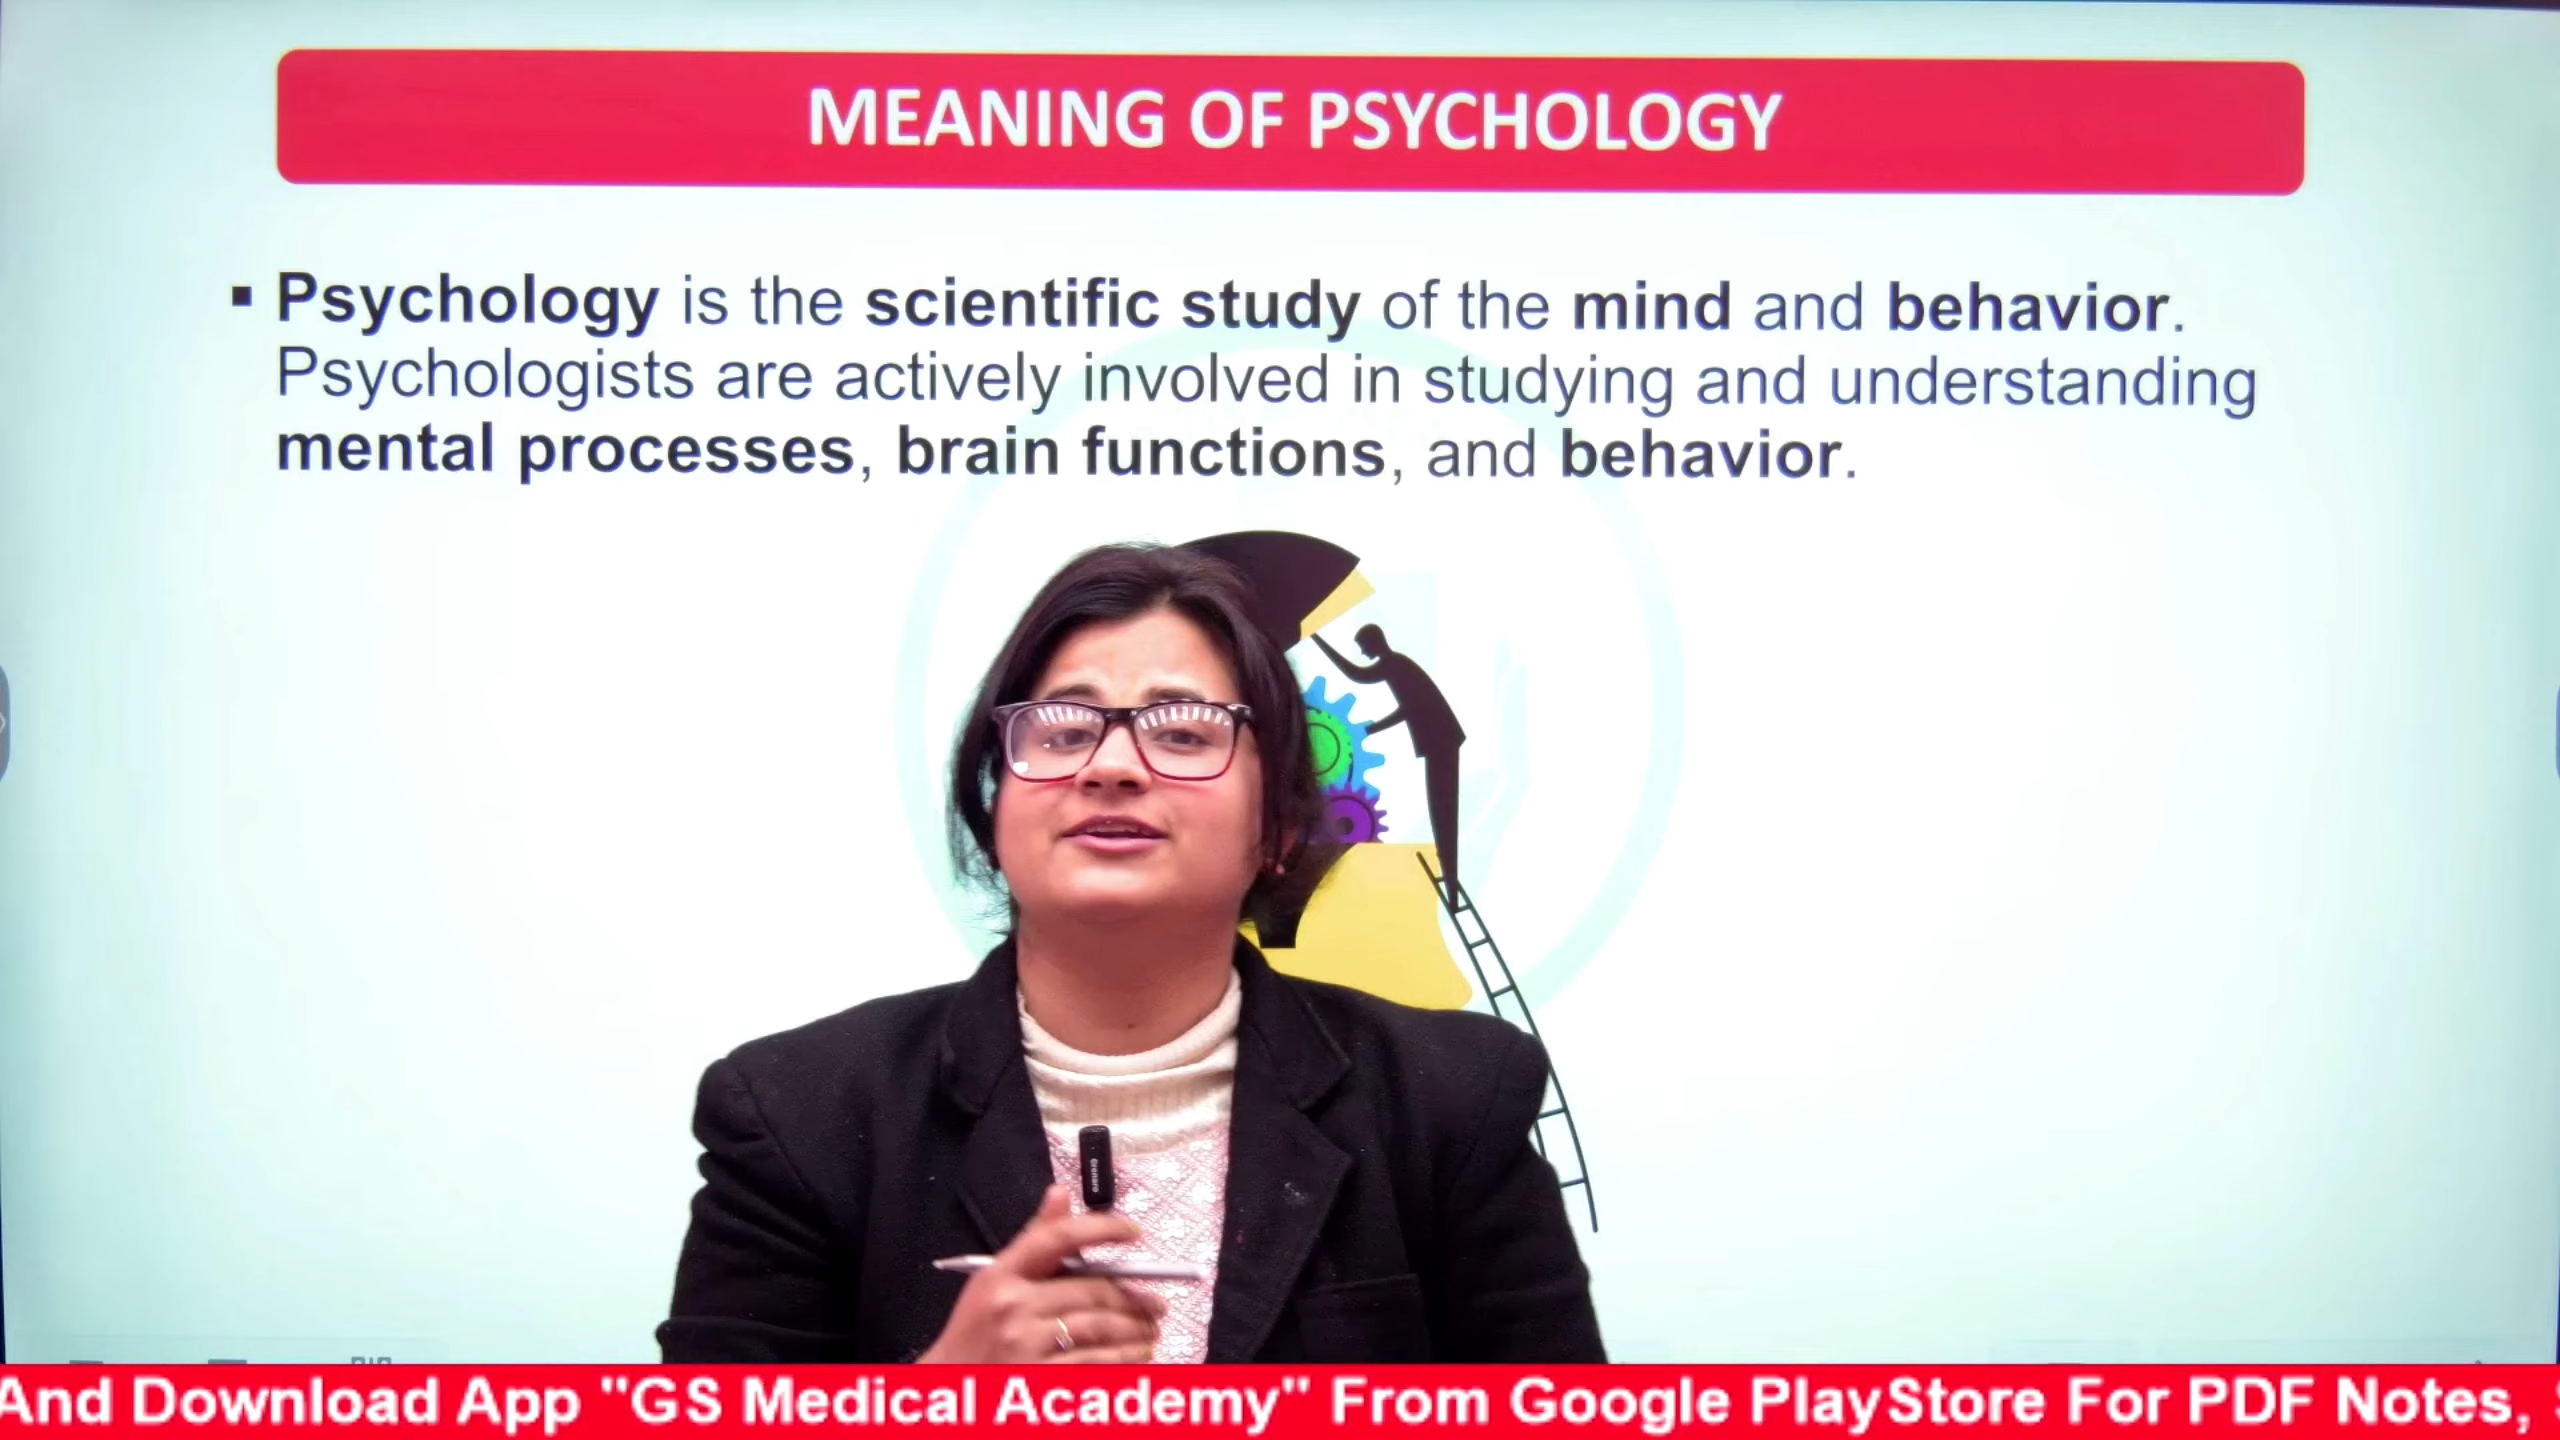 MEANING OF PSYCHOLOGY
▪ Psychology is the scientific study of the mind and behavior.
Psychologists are actively involved in studying and understanding
mental processes, brain functions, and behavior.
And Download App "GS Medical Academy" From Google PlayStore For PDF Notes,